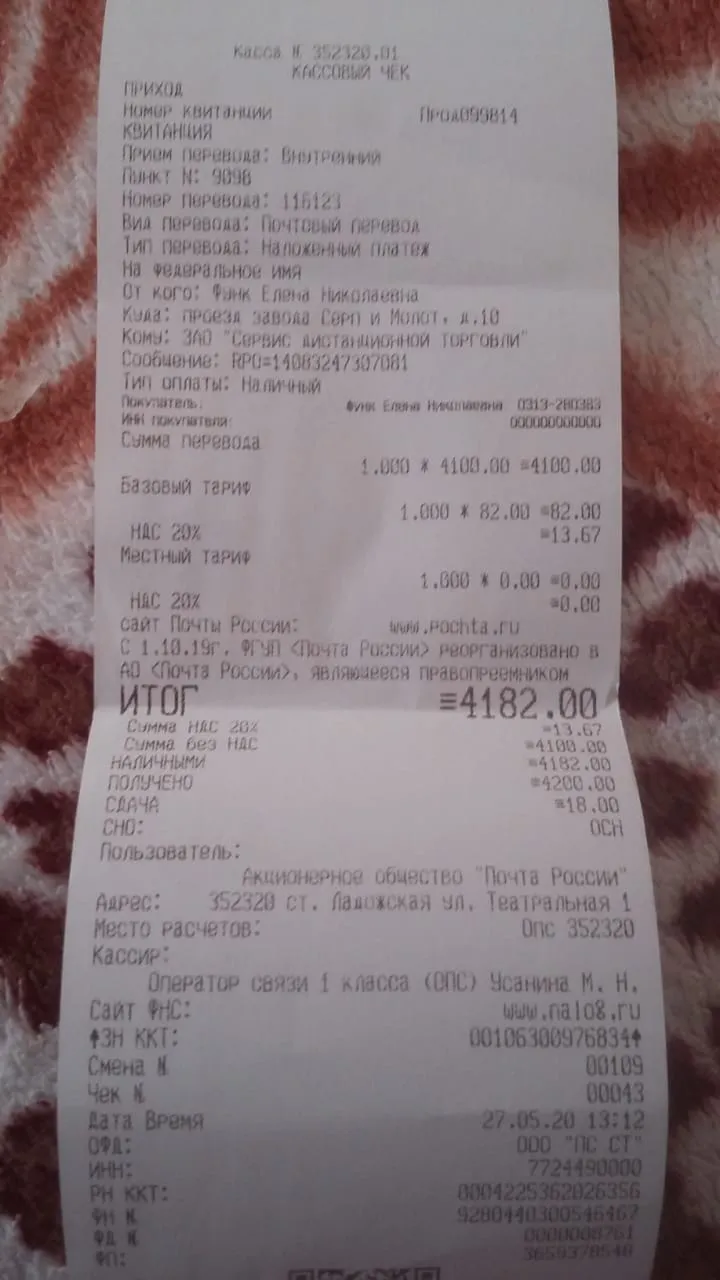 Касса № 352320.01
КАССОВЫЙ ЧЕК
ПРИХОД
Номер квитанции Прод099814
КВИТАНЦИЯ
Прием перевода: Внутренний
Пункт N: 9098
Номер перевода: 116123
Вид перевода: Почтовый перевод
Тип перевода: Наложенный платеж
На федеральное имя
От кого: Функ Елена Николаевна
Куда: проезд завода Серп и Молот, д.10
Кому: ЗАО "Сервис дистанционной торговли"
Сообщение: RPO=14083247307081
Тип оплаты: Наличный
Покупатель: Функ Елена Николаевна 0313-280383
ИНН покупателя: 000000000000
Сумма перевода
1.000 * 4100.00 =4100.00
Базовый тариф
1.000 * 82.00 =82.00
НДС 20% =13.67
Местный тариф
1.000 * 0.00 =0.00
НДС 20% =0.00
сайт Почты России: www.pochta.ru
С 1.10.19г. ФГУП <Почта России> реорганизовано в
АО <Почта России>, являющееся правопреемником
ИТОГ =4182.00
Сумма НДС 20% =13.67
Сумма без НДС =4100.00
НАЛИЧНЫМИ =4182.00
ПОЛУЧЕНО =4200.00
СДАЧА =18.00
СНО: ОСН
Пользователь:
Акционерное общество "Почта России"
Адрес: 352320 ст. Ладожская ул. Театральная 1
Место расчетов: Опс 352320
Кассир:
Оператор связи 1 класса (ОПС) Усанина М. Н.
Сайт ФНС: www.nalog.ru
↑ЗН ККТ: 00106300976834↑
Смена № 00109
Чек № 00043
Дата Время 27.05.20 13:12
ОФД: ООО "ПС СТ"
ИНН: 7724490000
РН ККТ: 0004225362026356
ФН № 9280440300546467
ФД № 0000008761
ФП: 3659378546